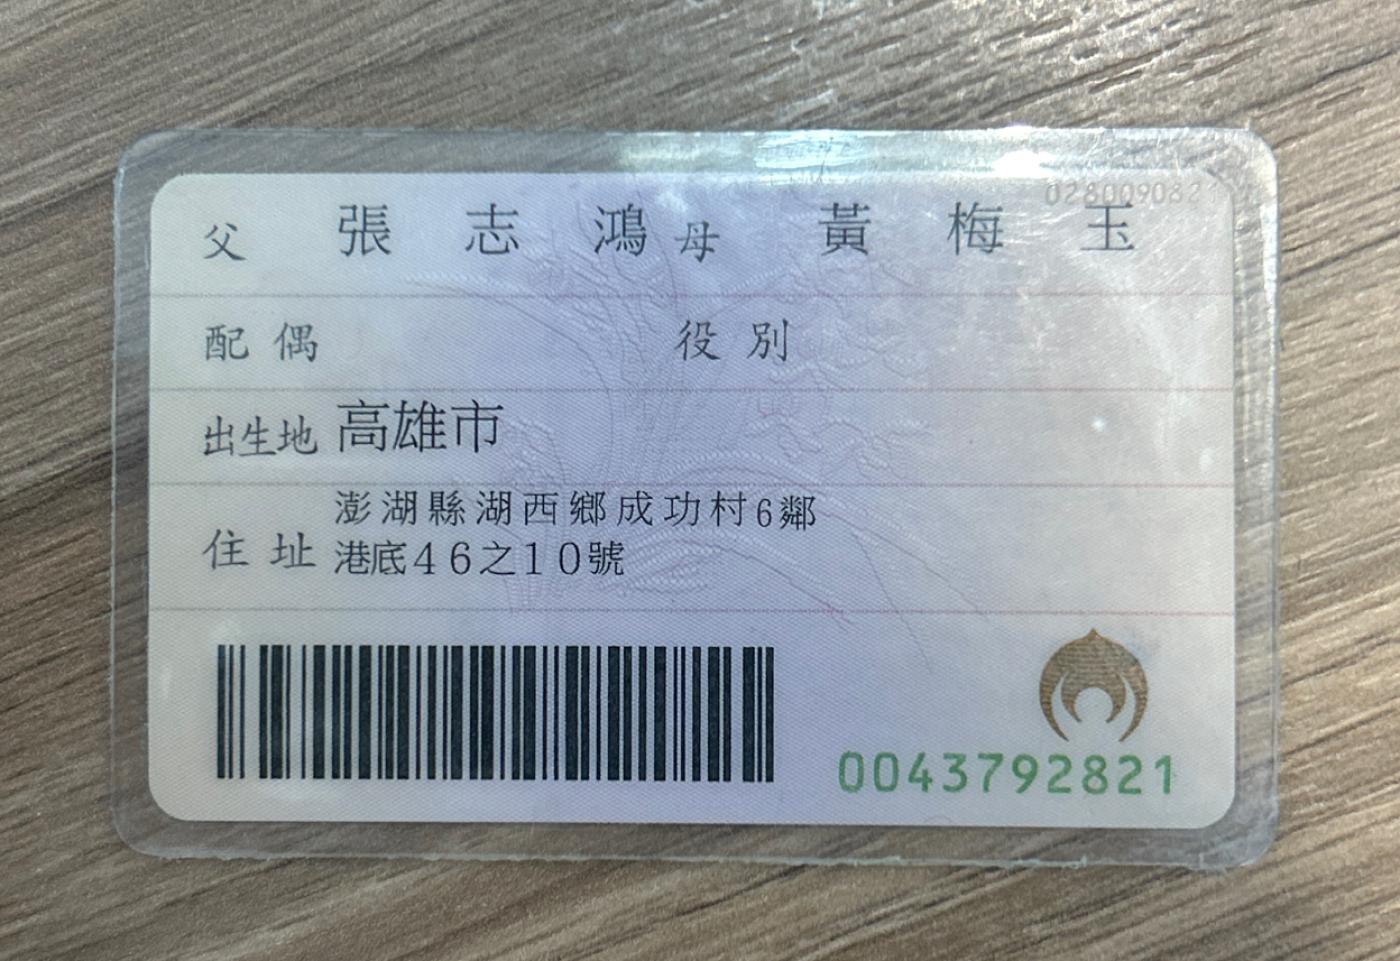 0280090821
父 張志鴻 母 黃梅玉
配偶 役別
出生地 高雄市
住址 澎湖縣湖西鄉成功村6鄰
港底46之10號
0043792821